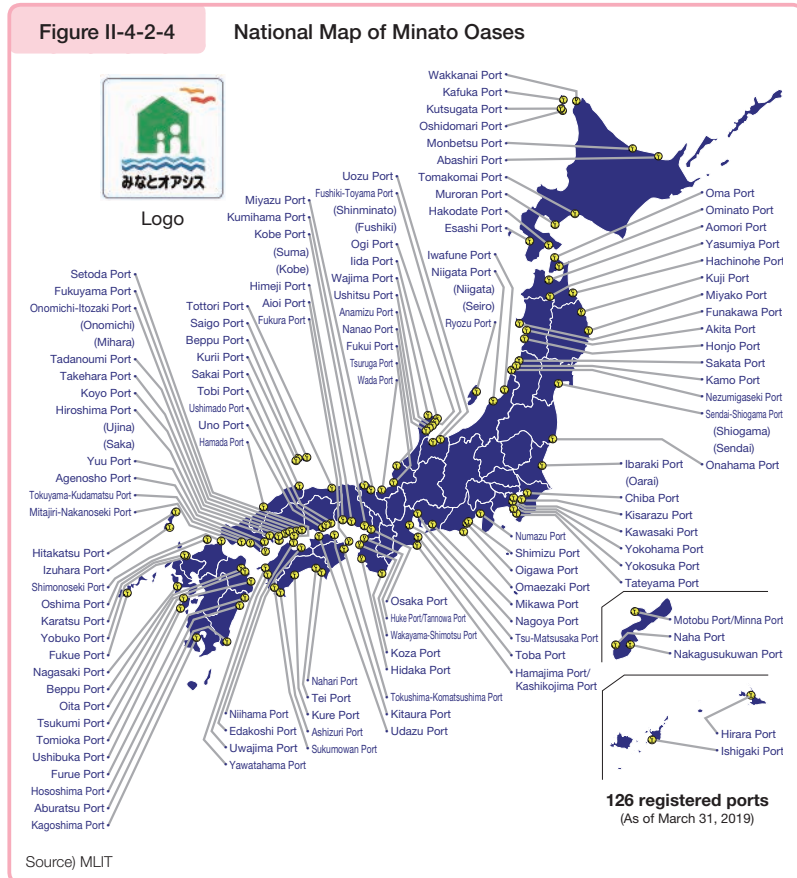 Figure II-4-2-4
National Map of Minato Oases
みなとオアシス
Logo
Wakkanai Port
Kafuka Port
Kutsugata Port
Oshidomari Port
Monbetsu Port
Abashiri Port
Tomakomai Port
Muroran Port
Hakodate Port
Esashi Port
Iwafune Port
Niigata Port
(Niigata)
(Seiro)
Ryozu Port
Uozu Port
Fushiki-Toyama Port
(Shinminato)
(Fushiki)
Ogi Port
Iida Port
Wajima Port
Ushitsu Port
Anamizu Port
Nanao Port
Fukui Port
Tsuruga Port
Wada Port
Miyazu Port
Kumihama Port
Kobe Port
(Suma)
(Kobe)
Himeji Port
Aioi Port
Fukura Port
Tottori Port
Saigo Port
Beppu Port
Kurii Port
Sakai Port
Tobi Port
Ushimado Port
Uno Port
Hamada Port
Setoda Port
Fukuyama Port
Onomichi-Itozaki Port
(Onomichi)
(Mihara)
Tadanoumi Port
Takehara Port
Koyo Port
Hiroshima Port
(Ujina)
(Saka)
Yuu Port
Agenosho Port
Tokuyama-Kudamatsu Port
Mitajiri-Nakanoseki Port
Hitakatsu Port
Izuhara Port
Shimonoseki Port
Oshima Port
Karatsu Port
Yobuko Port
Fukue Port
Nagasaki Port
Beppu Port
Oita Port
Tsukumi Port
Tomioka Port
Ushibuka Port
Furue Port
Hososhima Port
Aburatsu Port
Kagoshima Port
Niihama Port
Edakoshi Port
Uwajima Port
Yawatahama Port
Nahari Port
Tei Port
Kure Port
Ashizuri Port
Sukumowan Port
Osaka Port
Huke Port/Tannowa Port
Wakayama-Shimotsu Port
Koza Port
Hidaka Port
Tokushima-Komatsushima Port
Kitaura Port
Udazu Port
Numazu Port
Shimizu Port
Oigawa Port
Omaezaki Port
Mikawa Port
Nagoya Port
Tsu-Matsusaka Port
Toba Port
Hamajima Port/
Kashikojima Port
Oma Port
Ominato Port
Aomori Port
Yasumiya Port
Hachinohe Port
Kuji Port
Miyako Port
Funakawa Port
Akita Port
Honjo Port
Sakata Port
Kamo Port
Nezumigaseki Port
Sendai-Shiogama Port
(Shiogama)
(Sendai)
Onahama Port
Ibaraki Port
(Oarai)
Chiba Port
Kisarazu Port
Kawasaki Port
Yokohama Port
Yokosuka Port
Tateyama Port
Motobu Port/Minna Port
Naha Port
Nakagusukuwan Port
Hirara Port
Ishigaki Port
126 registered ports
(As of March 31, 2019)
Source) MLIT